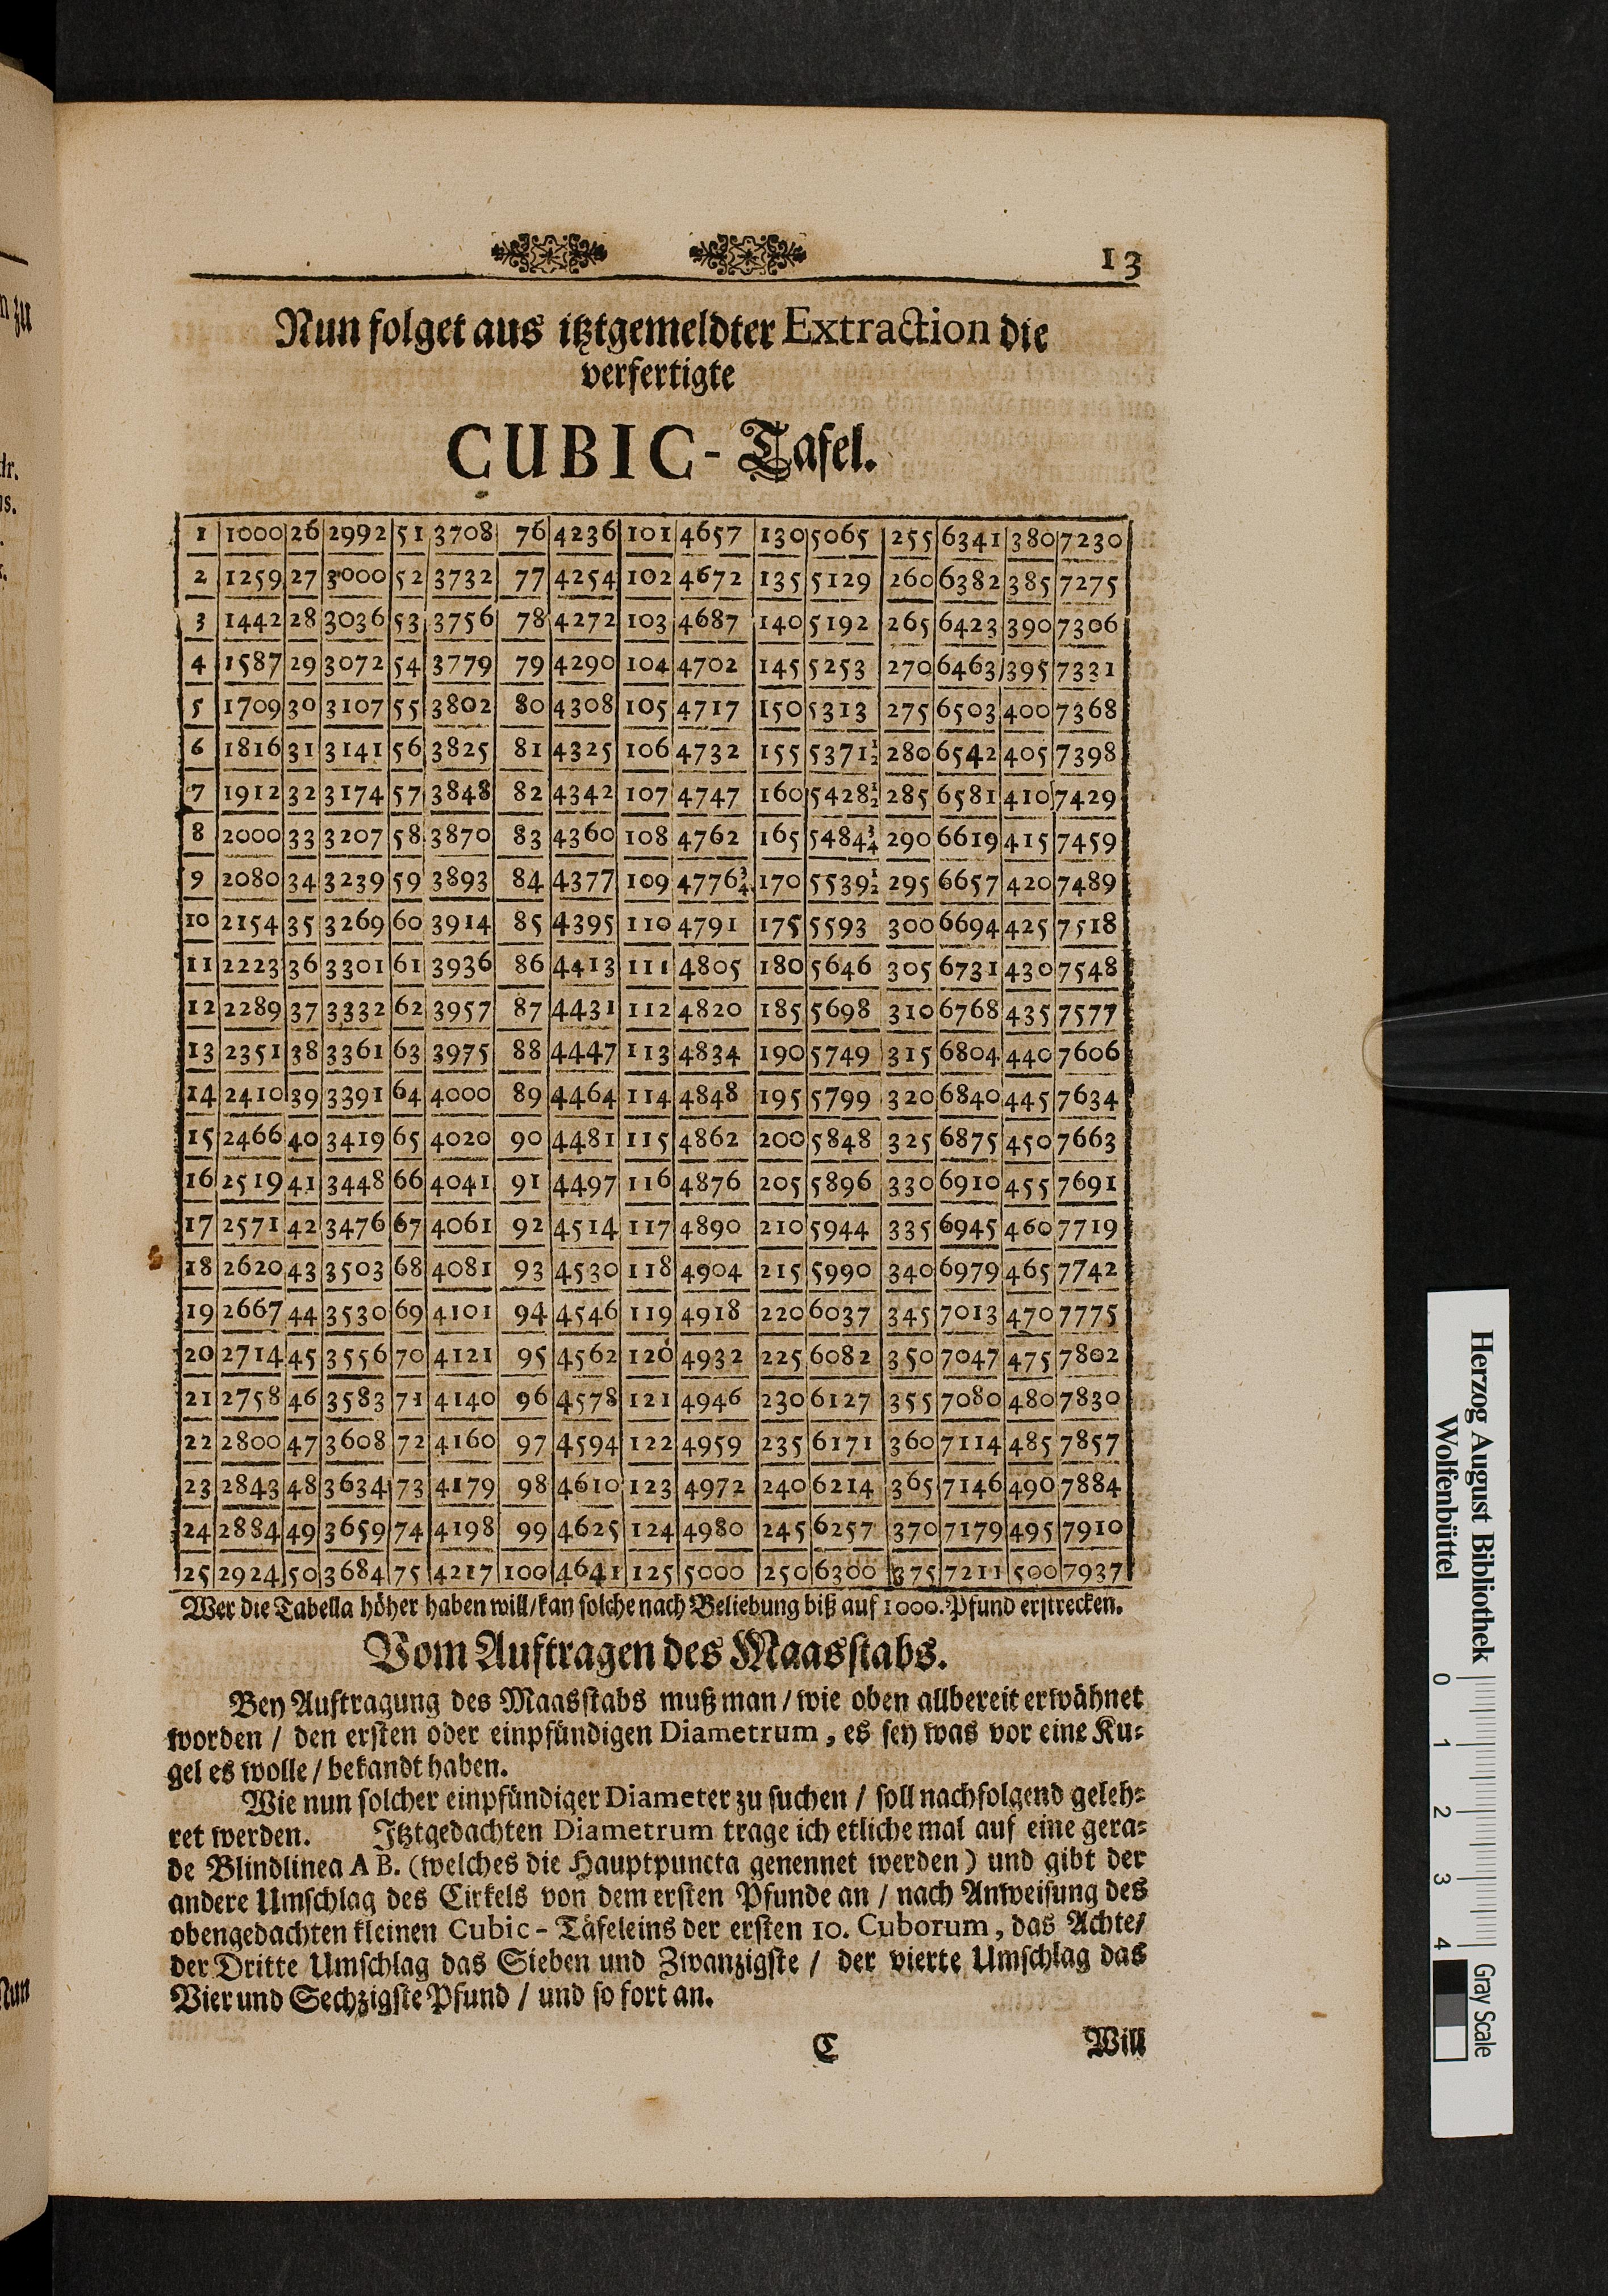 13
Nun folget aus itztgemeldter Extraction die
verfertigte
CUBIC-Tafel.
1 1000 26 2992 51 3708 76 4236 101 4657 130 5065 255 6341 380 7230
2 1259 27 3000 52 3732 77 4254 102 4672 135 5129 260 6382 385 7275
3 1442 28 3036 53 3756 78 4272 103 4687 140 5192 265 6423 390 7306
4 1587 29 3072 54 3779 79 4290 104 4702 145 5253 270 6463 395 7331
5 1709 30 3107 55 3802 80 4308 105 4717 150 5313 275 6503 400 7368
6 1816 31 3141 56 3825 81 4325 106 4732 155 5371½ 280 6542 405 7398
7 1912 32 3174 57 3848 82 4342 107 4747 160 5428½ 285 6581 410 7429
8 2000 33 3207 58 3870 83 4360 108 4762 165 5484¾ 290 6619 415 7459
9 2080 34 3239 59 3893 84 4377 109 4776¾ 170 5539½ 295 6657 420 7489
10 2154 35 3269 60 3914 85 4395 110 4791 175 5593 300 6694 425 7518
11 2223 36 3301 61 3936 86 4413 111 4805 180 5646 305 6731 430 7548
12 2289 37 3332 62 3957 87 4431 112 4820 185 5698 310 6768 435 7577
13 2351 38 3361 63 3975 88 4447 113 4834 190 5749 315 6804 440 7606
14 2410 39 3391 64 4000 89 4464 114 4848 195 5799 320 6840 445 7634
15 2466 40 3419 65 4020 90 4481 115 4862 200 5848 325 6875 450 7663
16 2519 41 3448 66 4041 91 4497 116 4876 205 5896 330 6910 455 7691
17 2571 42 3476 67 4061 92 4514 117 4890 210 5944 335 6945 460 7719
18 2620 43 3503 68 4081 93 4530 118 4904 215 5990 340 6979 465 7742
19 2667 44 3530 69 4101 94 4546 119 4918 220 6037 345 7013 470 7775
20 2714 45 3556 70 4121 95 4562 120 4932 225 6082 350 7047 475 7802
21 2758 46 3583 71 4140 96 4578 121 4946 230 6127 355 7080 480 7830
22 2800 47 3608 72 4160 97 4594 122 4959 235 6171 360 7114 485 7857
23 2843 48 3634 73 4179 98 4610 123 4972 240 6214 365 7146 490 7884
24 2884 49 3659 74 4198 99 4625 124 4980 245 6257 370 7179 495 7910
25 2924 50 3684 75 4217 100 4641 125 5000 250 6300 375 7211 500 7937
Wer die Tabella höher haben will/kan solche nach Beliebung biß auf 1000. Pfund erstrecken.
Vom Auftragen des Maasstabs.
Bey Auftragung des Maasstabs muß man / wie oben allbereit erwähnet
worden / den ersten oder einpfündigen Diametrum, es sey was vor eine Ku-
gel es wolle / bekandt haben.
Wie nun solcher einpfündiger Diameter zu suchen / soll nachfolgend geleh-
ret werden. Itztgedachten Diametrum trage ich etliche mal auf eine gera-
de Blindlinea A B. (welches die Hauptpuncta genennet werden) und gibt der
andere Umschlag des Cirkels von dem ersten Pfunde an / nach Anweisung des
obengedachten kleinen Cubic-Täfeleins der ersten 10. Cuborum, das Achte/
der Dritte Umschlag das Sieben und Zwanzigste / der vierte Umschlag das
Vier und Sechzigste Pfund / und so fort an.
C Will
Herzog August Bibliothek
Wolfenbüttel
0 1 2 3 4
Gray Scale